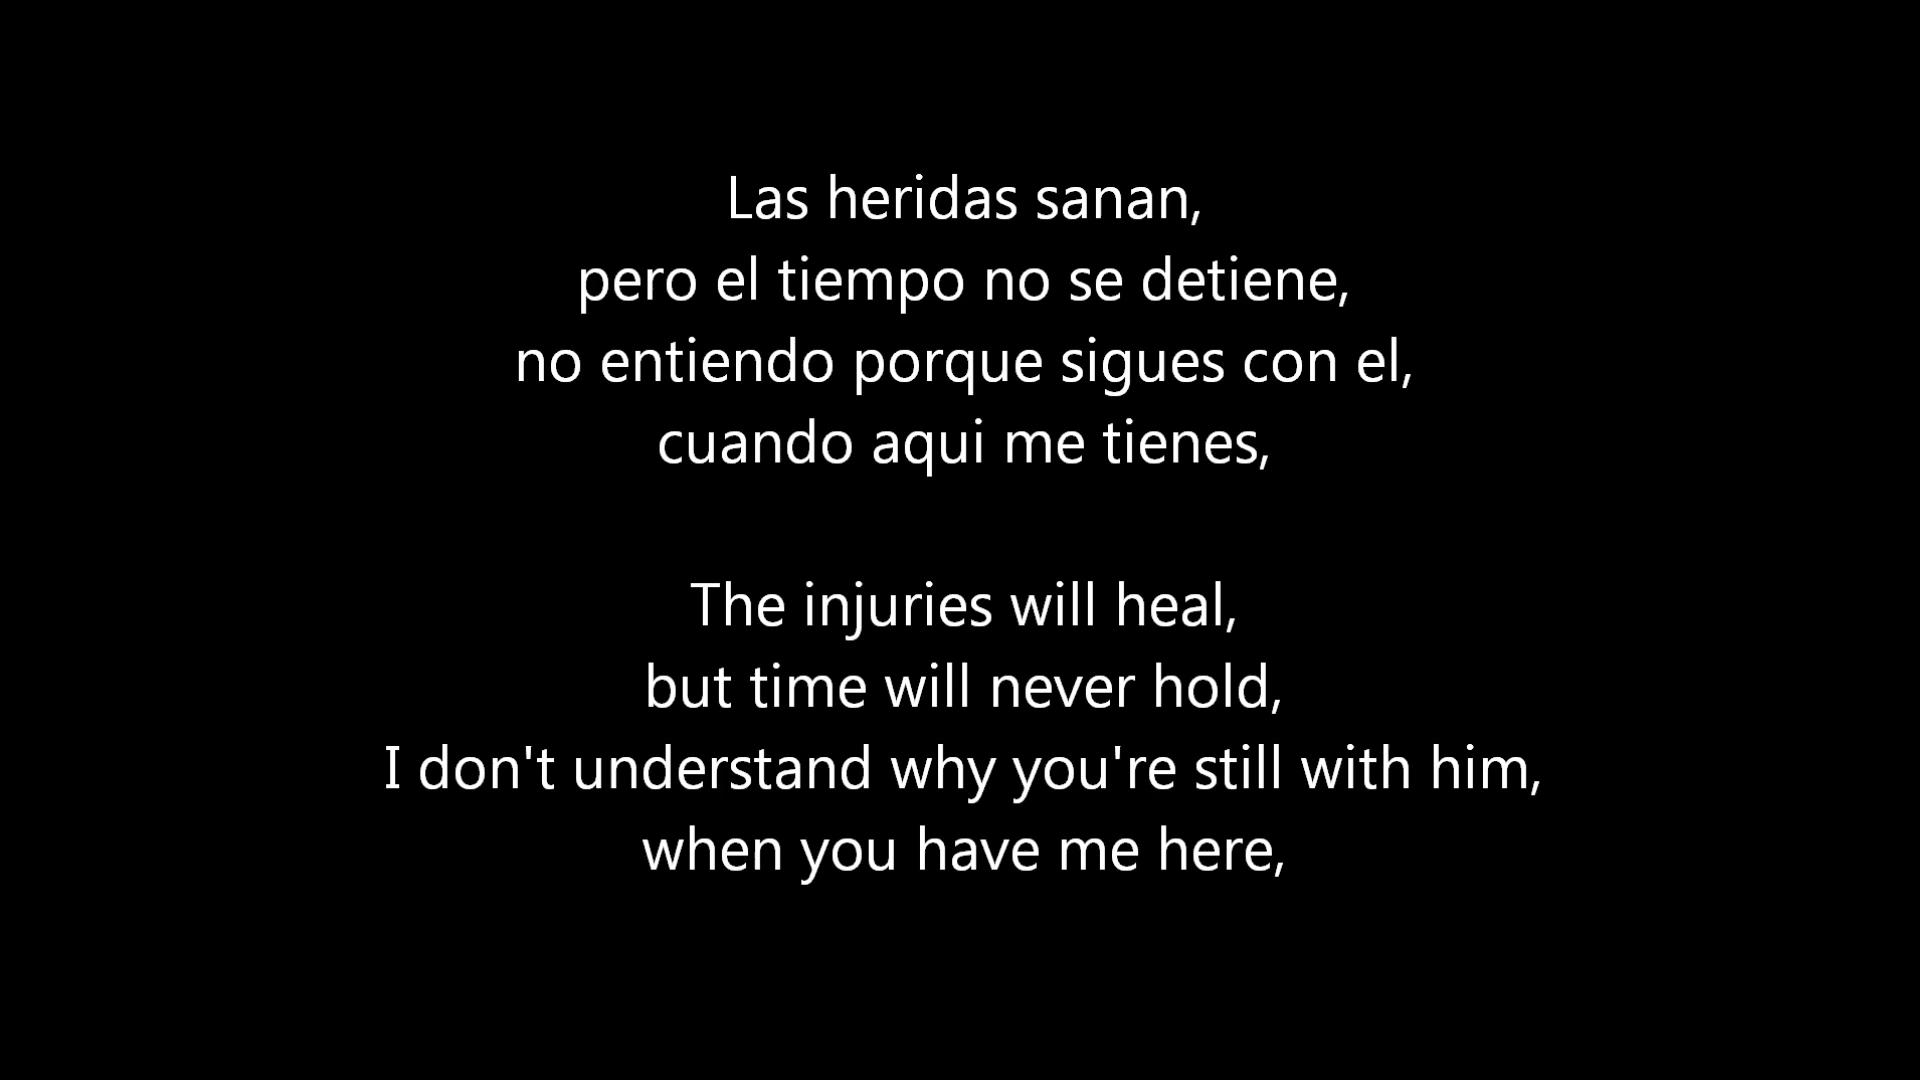 Las heridas sanan,
pero el tiempo no se detiene,
no entiendo porque sigues con el,
cuando aqui me tienes,
The injuries will heal,
but time will never hold,
I don't understand why you're still with him,
when you have me here,